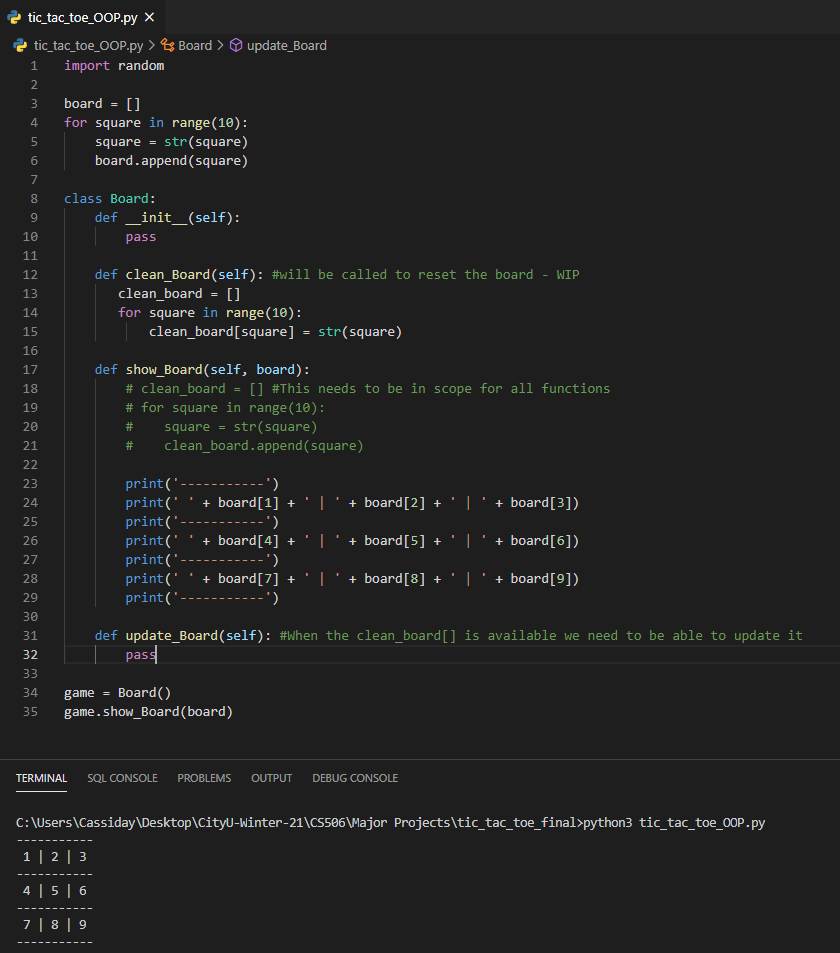 tic_tac_toe_OOP.py ×
tic_tac_toe_OOP.py > Board > update_Board
1 import random
2
3 board = []
4 for square in range(10):
5     square = str(square)
6     board.append(square)
7
8 class Board:
9     def __init__(self):
10         pass
11
12     def clean_Board(self): #will be called to reset the board - WIP
13        clean_board = []
14        for square in range(10):
15            clean_board[square] = str(square)
16
17     def show_Board(self, board):
18         # clean_board = [] #This needs to be in scope for all functions
19         # for square in range(10):
20         #    square = str(square)
21         #    clean_board.append(square)
22
23         print('-----------')
24         print(' ' + board[1] + ' | ' + board[2] + ' | ' + board[3])
25         print('-----------')
26         print(' ' + board[4] + ' | ' + board[5] + ' | ' + board[6])
27         print('-----------')
28         print(' ' + board[7] + ' | ' + board[8] + ' | ' + board[9])
29         print('-----------')
30
31     def update_Board(self): #When the clean_board[] is available we need to be able to update it
32         pass
33
34 game = Board()
35 game.show_Board(board)
TERMINAL SQL CONSOLE PROBLEMS OUTPUT DEBUG CONSOLE
C:\Users\Cassiday\Desktop\CityU-Winter-21\CS506\Major Projects\tic_tac_toe_final>python3 tic_tac_toe_OOP.py
-----------
 1 | 2 | 3
-----------
 4 | 5 | 6
-----------
 7 | 8 | 9
-----------